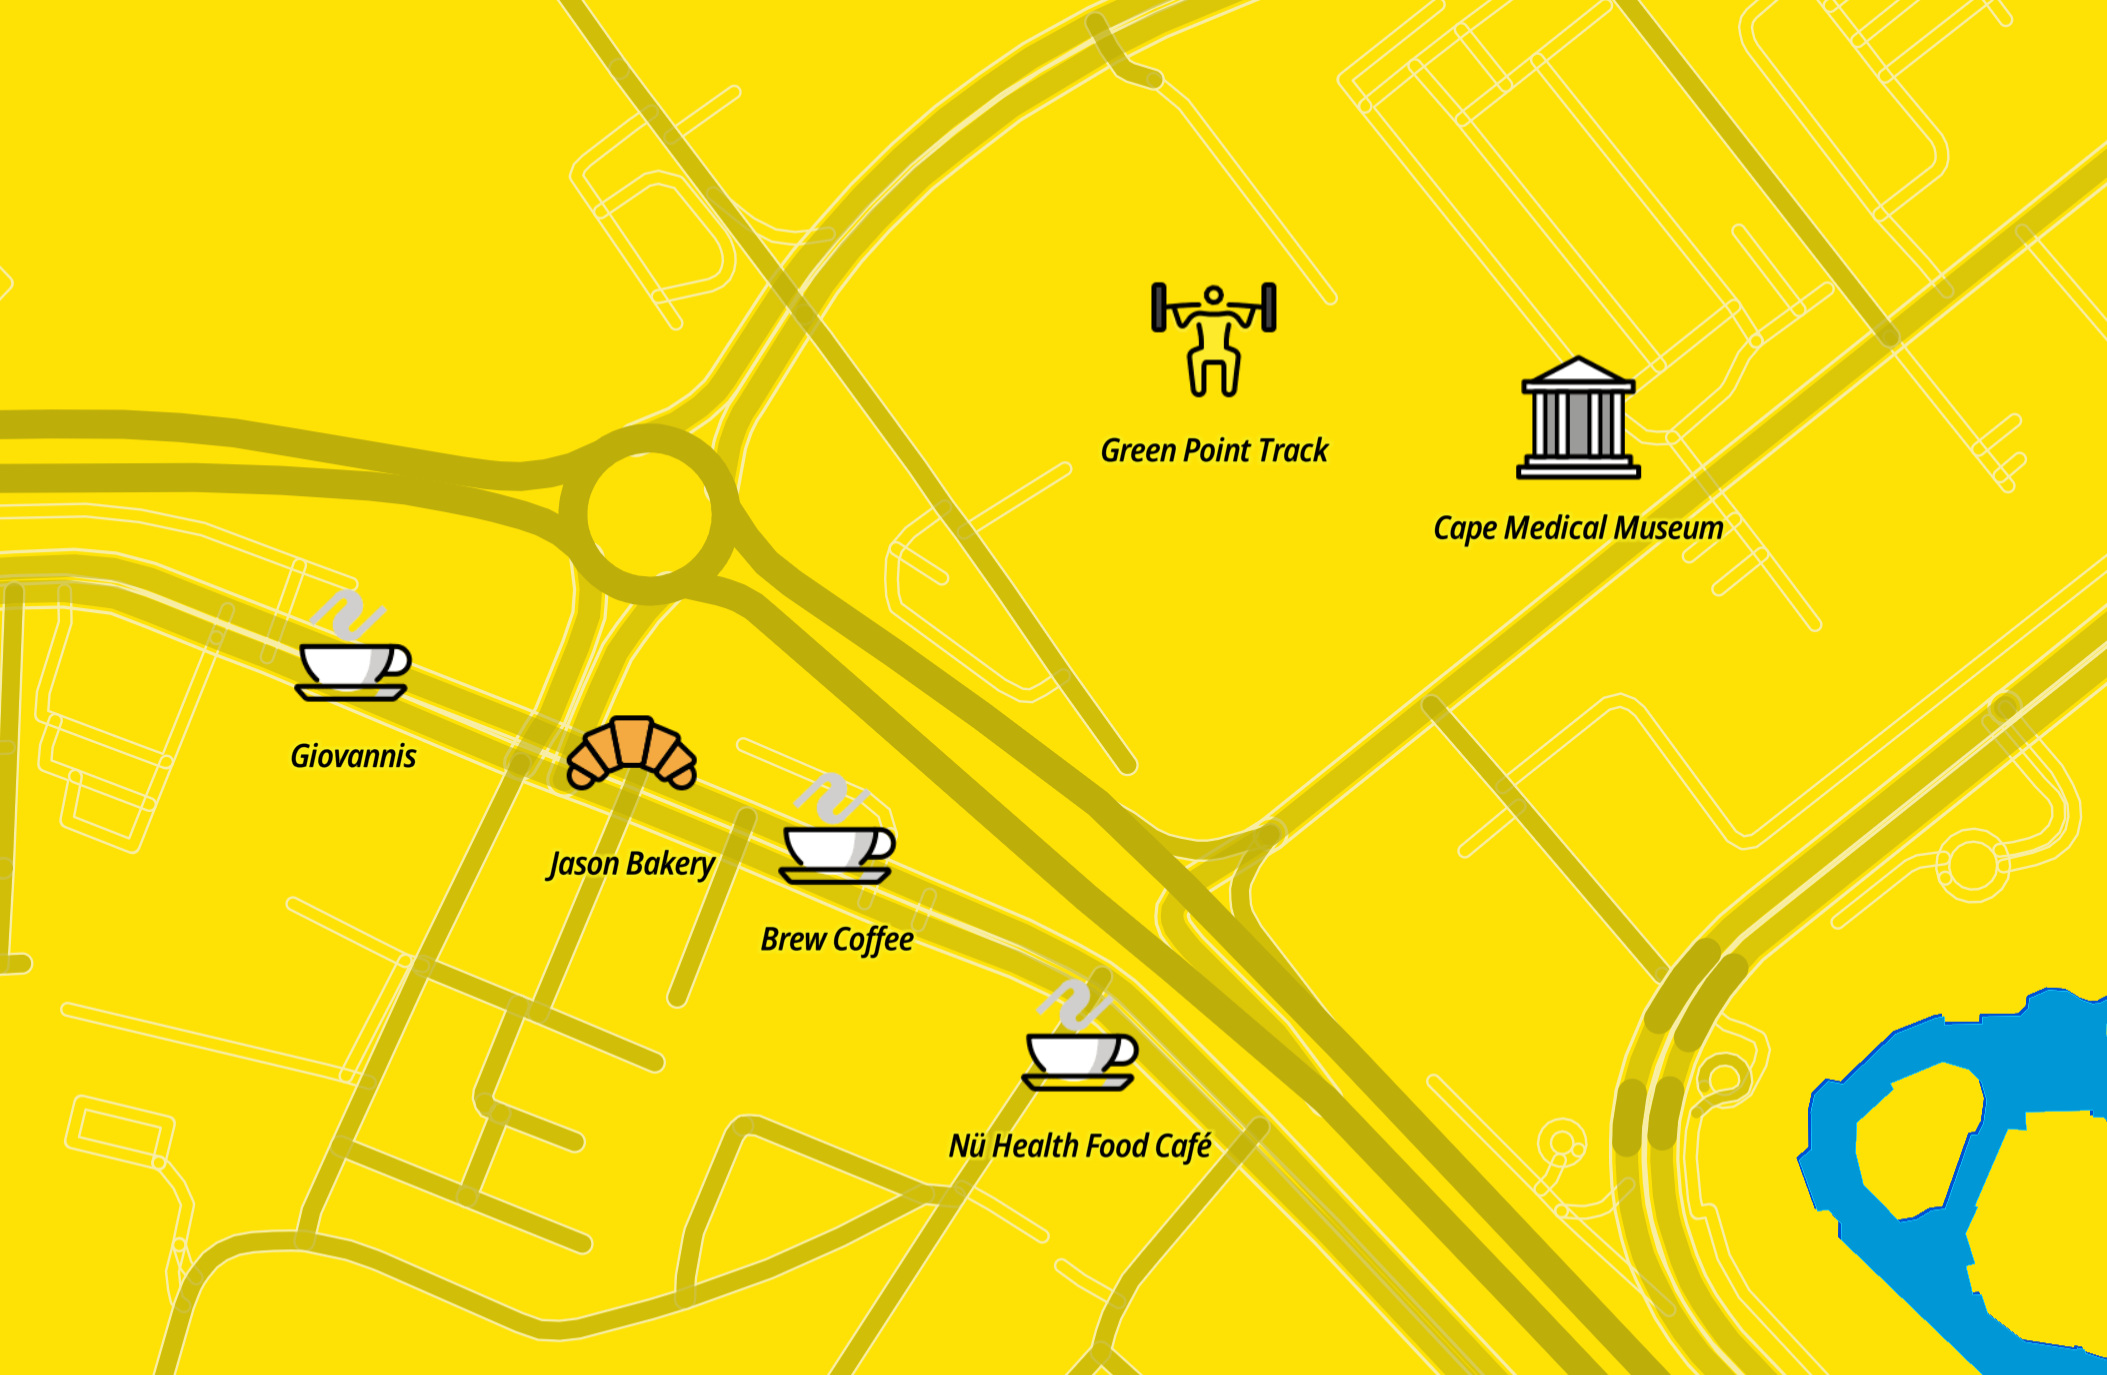 Green Point Track
Cape Medical Museum
Giovannis
Jason Bakery
Brew Coffee
Nü Health Food Café